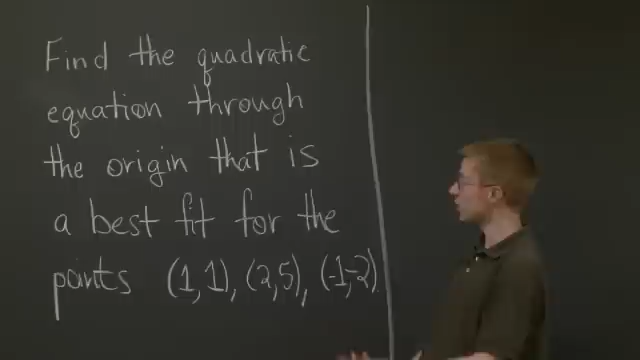 Find the quadratic
equation through
the origin that is
a best fit for the
points (1,1), (2,5), (-1,-2)